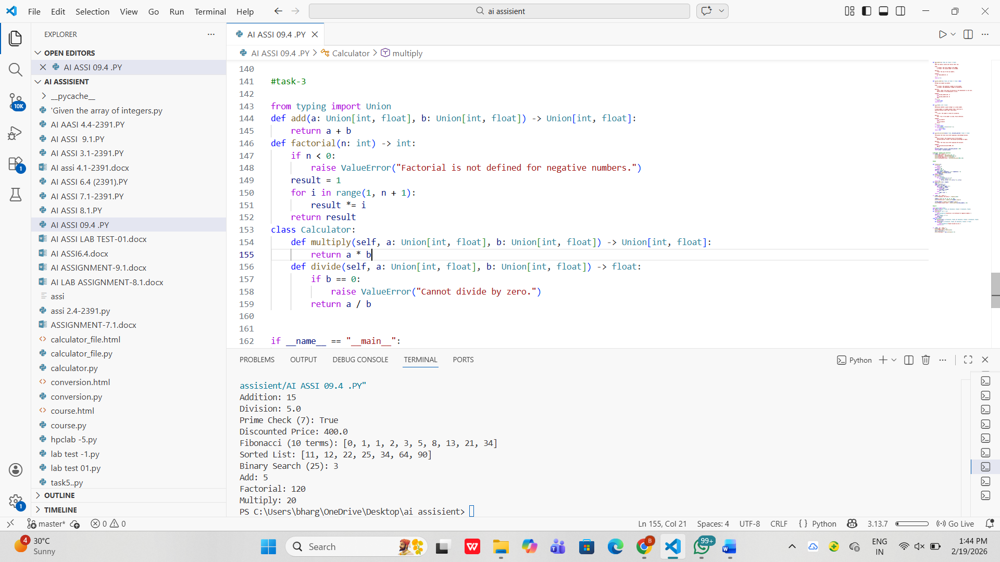 File Edit Selection View Go Run Terminal Help
ai assisient
EXPLORER
OPEN EDITORS
AI ASSI 09.4 .PY
AI ASSISIENT
__pycache__
'Given the array of integers.py
AI AASI 4.4-2391.PY
AI ASSI  9.1.PY
AI ASSI 3.1-2391.PY
AI assi 4.1-2391.docx
AI ASSI 6.4 (2391).PY
AI ASSI 7.1-2391.PY
AI ASSI 8.1.PY
AI ASSI 09.4 .PY
AI ASSI LAB TEST-01.docx
AI ASSI6.4.docx
AI ASSIGNMENT-9.1.docx
AI LAB ASSIGNMENT-8.1.docx
assi
assi 2.4-2391.py
ASSIGNMENT-7.1.docx
calculator_file.html
calculator_file.py
calculator.py
conversion.html
conversion.py
course.html
course.py
hpclab -5.py
lab test -1.py
lab test 01.py
task5..py
OUTLINE
TIMELINE
10K
1
1
AI ASSI 09.4 .PY
AI ASSI 09.4 .PY > Calculator > multiply
140
141 #task-3
142
143 from typing import Union
144 def add(a: Union[int, float], b: Union[int, float]) -> Union[int, float]:
145     return a + b
146 def factorial(n: int) -> int:
147     if n < 0:
148         raise ValueError("Factorial is not defined for negative numbers.")
149     result = 1
150     for i in range(1, n + 1):
151         result *= i
152     return result
153 class Calculator:
154     def multiply(self, a: Union[int, float], b: Union[int, float]) -> Union[int, float]:
155         return a * b
156     def divide(self, a: Union[int, float], b: Union[int, float]) -> float:
157         if b == 0:
158             raise ValueError("Cannot divide by zero.")
159         return a / b
160
161
162 if __name__ == "__main__":
PROBLEMS OUTPUT DEBUG CONSOLE TERMINAL PORTS
Python
assisient/AI ASSI 09.4 .PY"
Addition: 15
Division: 5.0
Prime Check (7): True
Discounted Price: 400.0
Fibonacci (10 terms): [0, 1, 1, 2, 3, 5, 8, 13, 21, 34]
Sorted List: [11, 12, 22, 25, 34, 64, 90]
Binary Search (25): 3
Add: 5
Factorial: 120
Multiply: 20
PS C:\Users\bharg\OneDrive\Desktop\ai assisient>
master* 0 0
Ln 155, Col 21 Spaces: 4 UTF-8 CRLF { } Python 3.13.7 Go Live
4
30°C
Sunny
Search
B
99+
ENG
IN
1:44 PM
2/19/2026